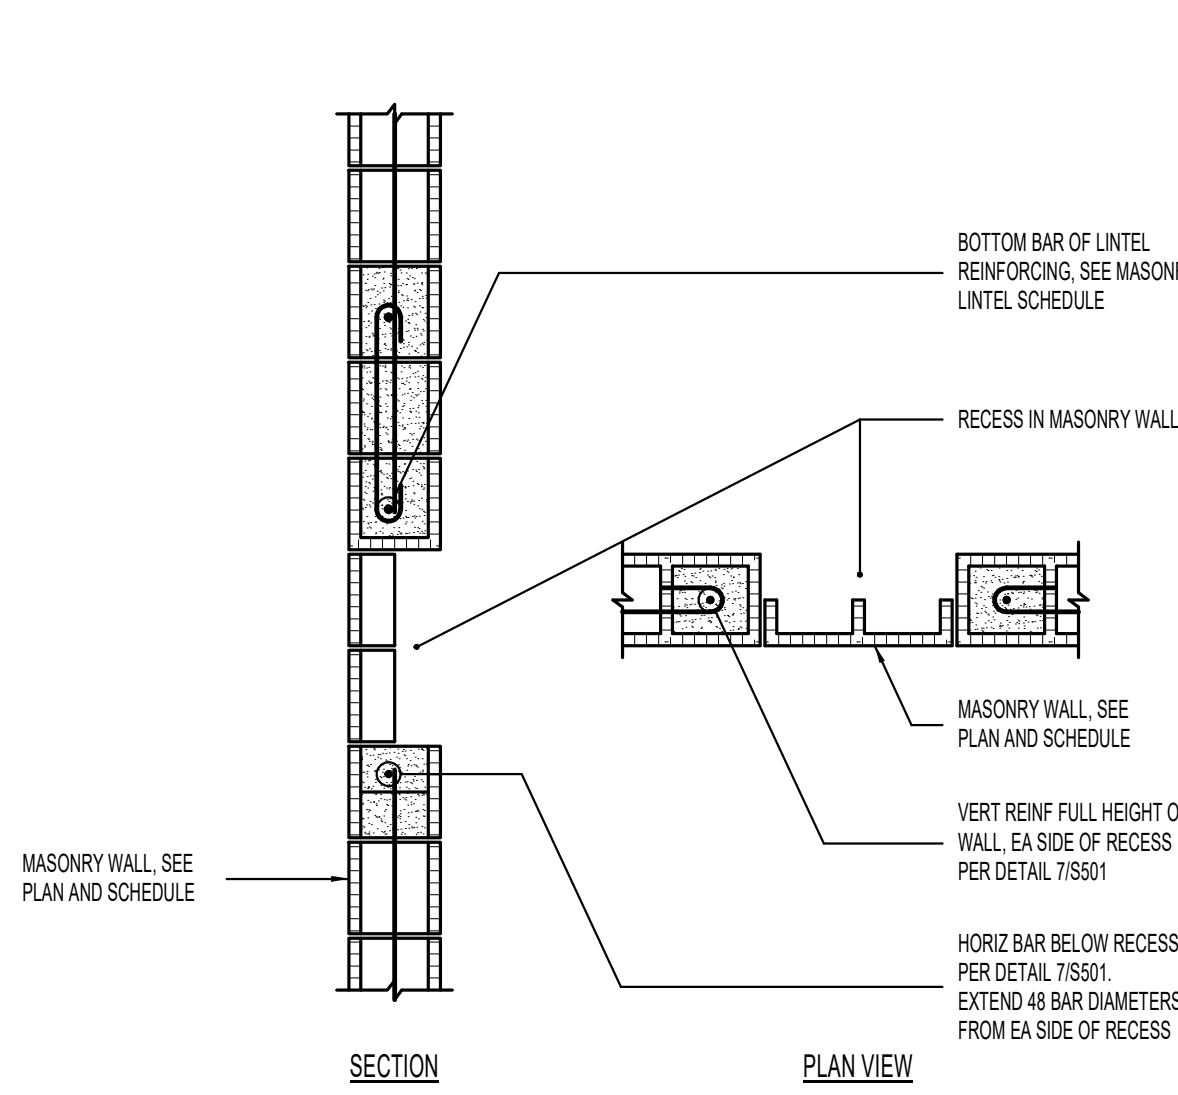 BOTTOM BAR OF LINTEL
REINFORCING, SEE
LINTEL SCHEDULE
RECESS IN MASONRY WALL
MASONRY WALL, SEE
PLAN AND SCHEDULE
VERT REINF FULL HEIGHT
WALL, EA SIDE OF RECESS
PER DETAIL 7/S501
MASONRY WALL, SEE
PLAN AND SCHEDULE
HORIZ BAR BELOW RECESS
PER DETAIL 7/S501.
EXTEND 48 BAR DIAMETERS
FROM EA SIDE OF RECESS
SECTION
PLAN VIEW